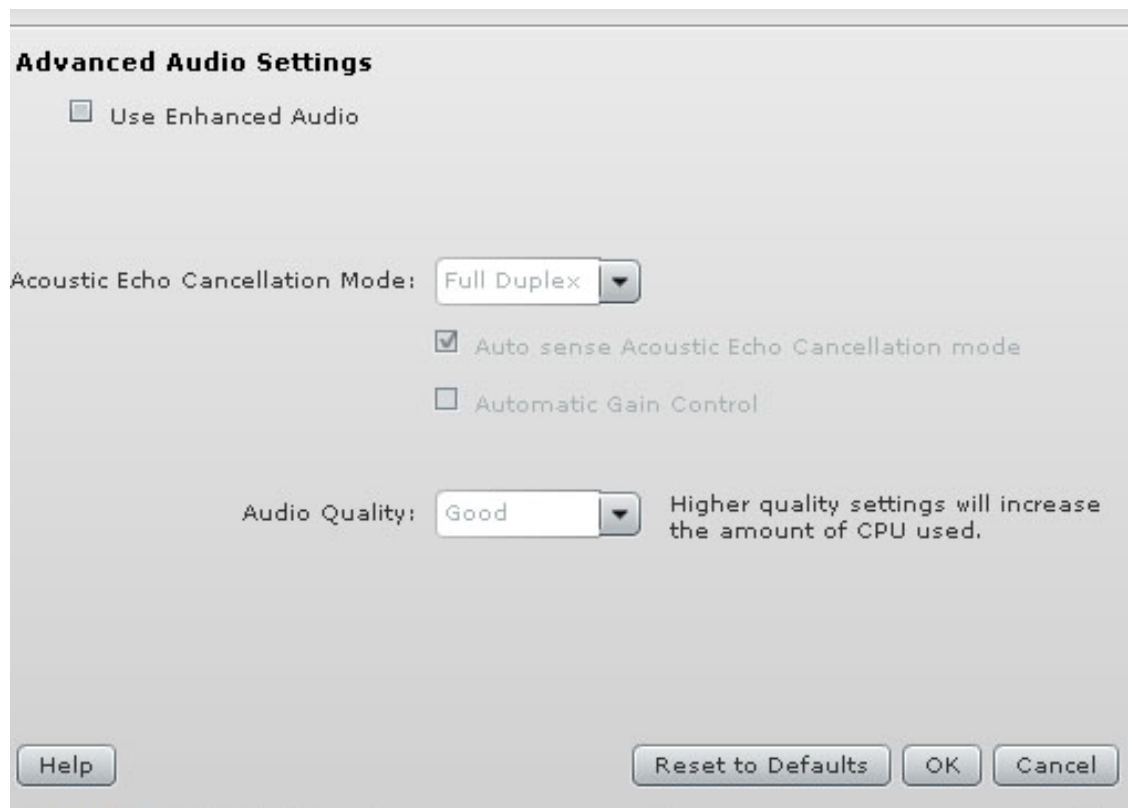 Advanced Audio Settings
Use Enhanced Audio
Acoustic Echo Cancellation Mode: Full Duplex
Auto sense Acoustic Echo Cancellation mode
Automatic Gain Control
Audio Quality: Good Higher quality settings will increase
the amount of CPU used.
Help Reset to Defaults OK Cancel